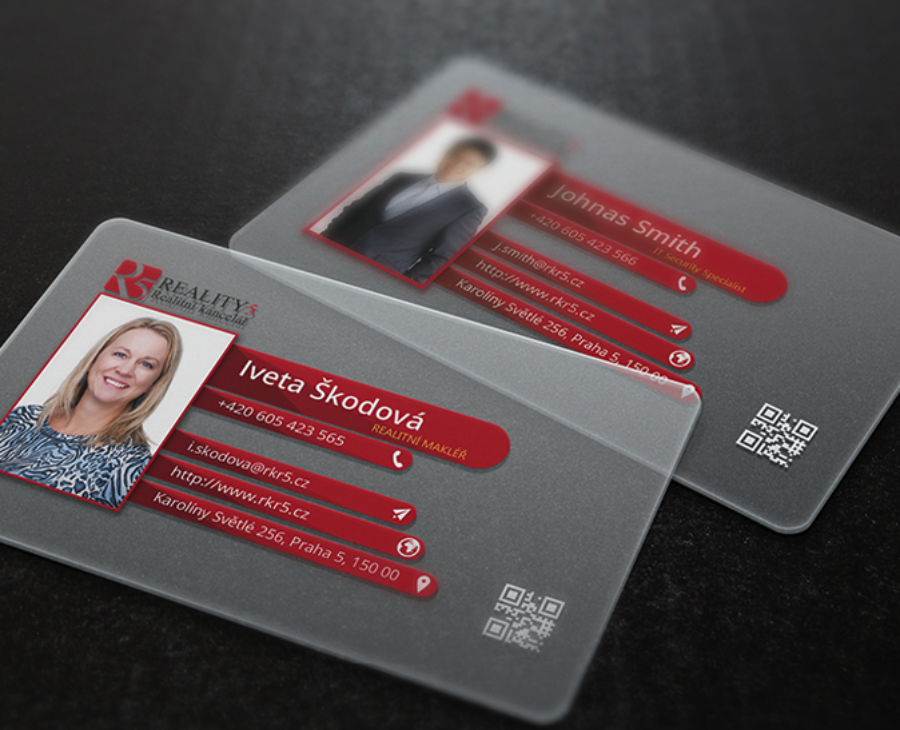 R5
REALITY5
Realitní kancelář
Iveta Škodová
REALITNÍ MAKLÉŘ
+420 605 423 565
i.skodova@rkr5.cz
http://www.rkr5.cz
Karolíny Světlé 256, Praha 5, 150 00
Johnas Smith
IT Security Specialist
+420 605 423 566
j.smith@rkr5.cz
http://www.rkr5.cz
Karolíny Světlé 256, Praha 5, 150 00